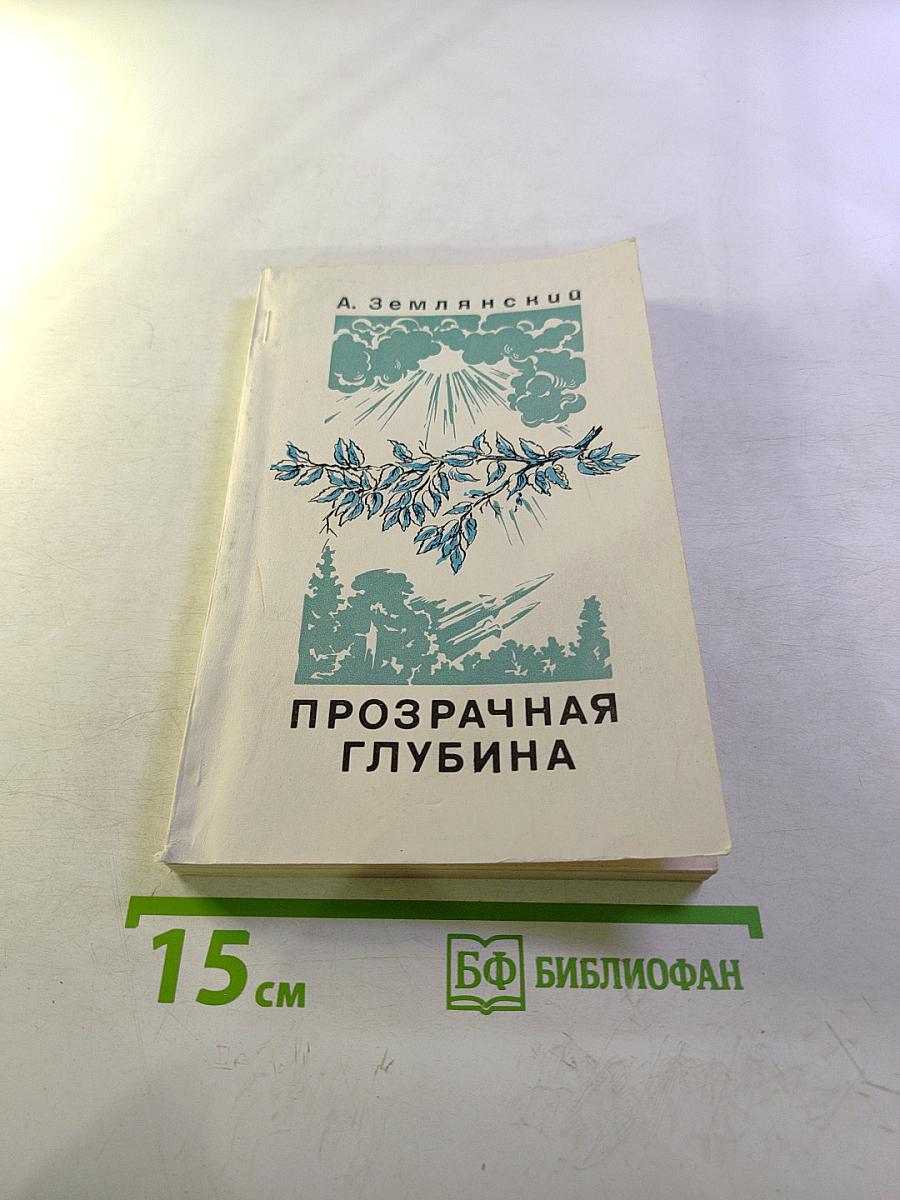 А. Землянский
ПРОЗРАЧНАЯ
ГЛУБИНА
15 см
БФ БИБЛИОФАН